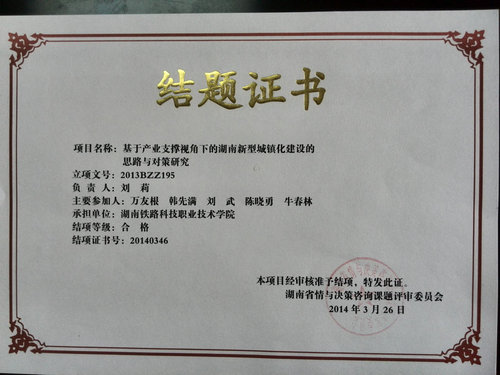 结题证书
项目名称：基于产业支撑视角下的湖南新型城镇化建设的
思路与对策研究
立项文号：2013BZZ195
负责人：刘 莉
主要参加人：万友根 韩先满 刘 武 陈晓勇 牛春林
承担单位：湖南铁路科技职业技术学院
结项等级：合 格
结项证书号：20140346
本项目经审核准予结项，特发此证。
湖南省情与决策咨询课题评审委员会
2014 年 3 月 26 日